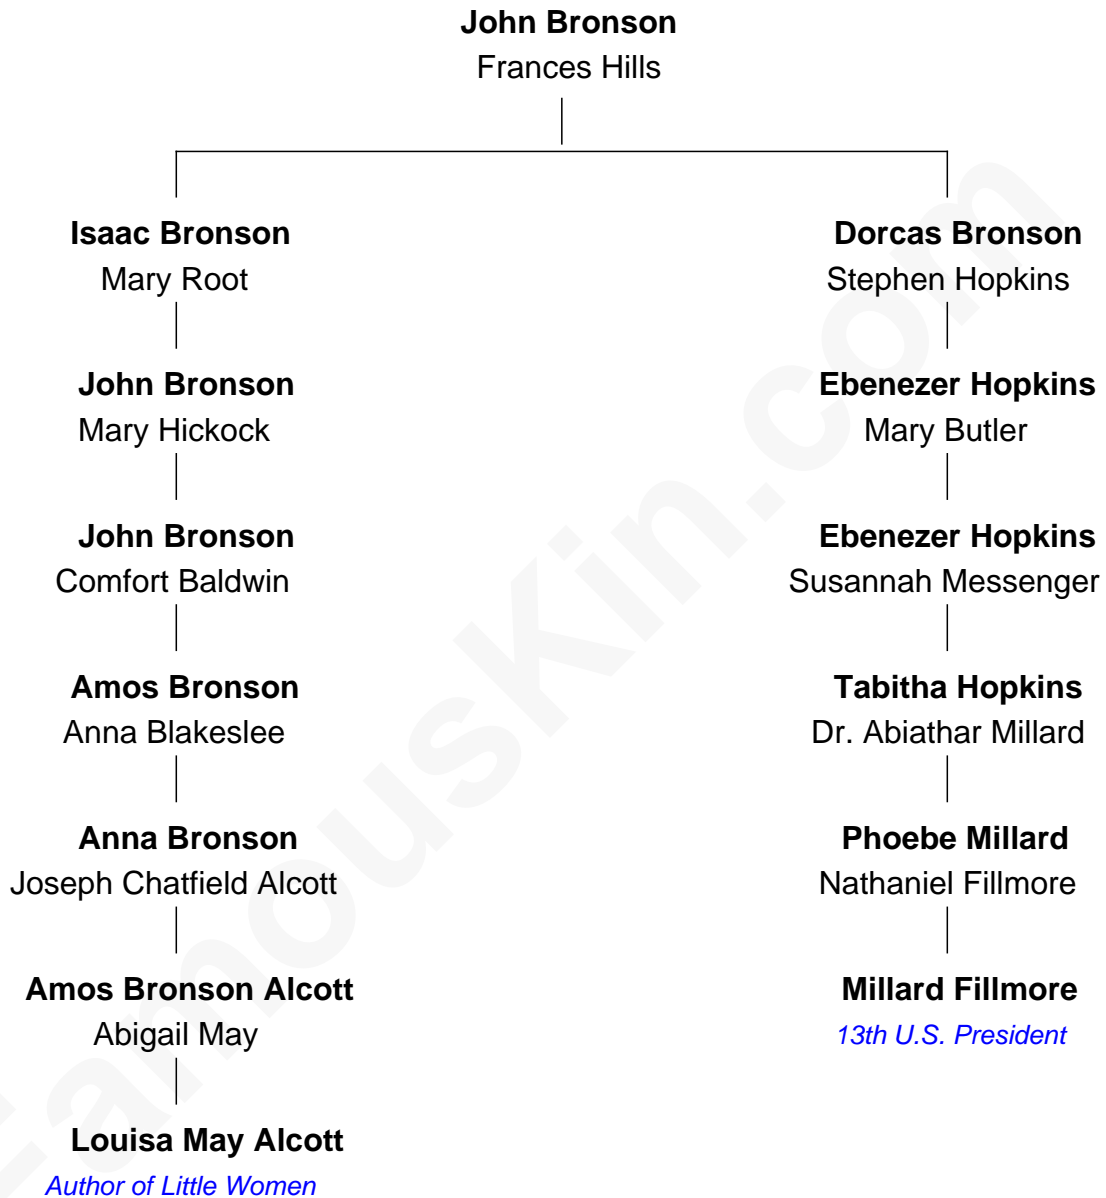 John Bronson
Frances Hills
Isaac Bronson
Mary Root
Dorcas Bronson
Stephen Hopkins
John Bronson
Mary Hickock
Ebenezer Hopkins
Mary Butler
John Bronson
Comfort Baldwin
Ebenezer Hopkins
Susannah Messenger
Amos Bronson
Anna Blakeslee
Tabitha Hopkins
Dr. Abiathar Millard
Anna Bronson
Joseph Chatfield Alcott
Phoebe Millard
Nathaniel Fillmore
Amos Bronson Alcott
Abigail May
Millard Fillmore
13th U.S. President
Louisa May Alcott
Author of Little Women
FamousKin.com